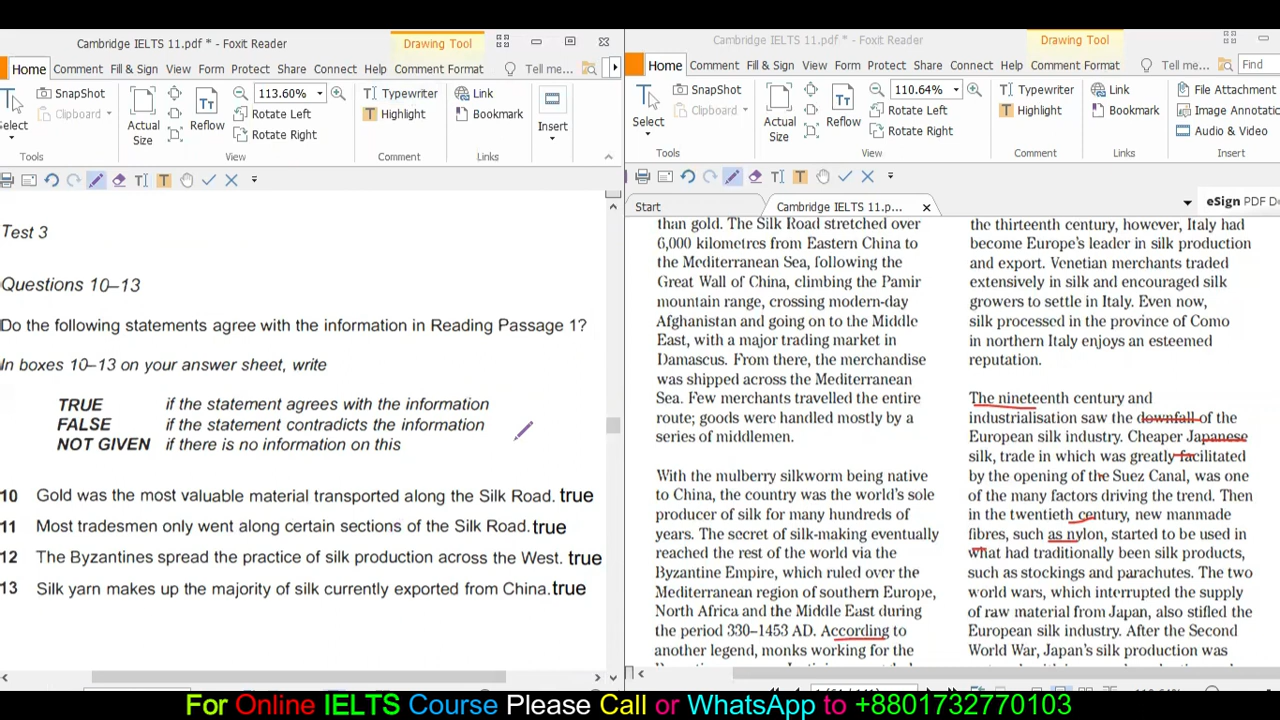 Cambridge IELTS 11.pdf * - Foxit Reader
Drawing Tool
Home Comment Fill & Sign View Form Protect Share Connect Help Comment Format Tell me...
SnapShot
Clipboard
Select
Actual Size
Reflow
113.60%
Rotate Left
Rotate Right
Typewriter
Highlight
Link
Bookmark
Insert
Tools View Comment Links
Test 3
Questions 10–13
Do the following statements agree with the information in Reading Passage 1?
In boxes 10–13 on your answer sheet, write
TRUE if the statement agrees with the information
FALSE if the statement contradicts the information
NOT GIVEN if there is no information on this
10 Gold was the most valuable material transported along the Silk Road. true
11 Most tradesmen only went along certain sections of the Silk Road. true
12 The Byzantines spread the practice of silk production across the West. true
13 Silk yarn makes up the majority of silk currently exported from China. true
Cambridge IELTS 11.pdf * - Foxit Reader
Drawing Tool
Home Comment Fill & Sign View Form Protect Share Connect Help Comment Format Tell me... Find
SnapShot
Clipboard
Select
Actual Size
Reflow
110.64%
Rotate Left
Rotate Right
Typewriter
Highlight
Link
Bookmark
File Attachment
Image Annotation
Audio & Video
Tools View Comment Links Insert
Start
Cambridge IELTS 11.p...
eSign PDF
than gold. The Silk Road stretched over
6,000 kilometres from Eastern China to
the Mediterranean Sea, following the
Great Wall of China, climbing the Pamir
mountain range, crossing modern-day
Afghanistan and going on to the Middle
East, with a major trading market in
Damascus. From there, the merchandise
was shipped across the Mediterranean
Sea. Few merchants travelled the entire
route; goods were handled mostly by a
series of middlemen.
With the mulberry silkworm being native
to China, the country was the world's sole
producer of silk for many hundreds of
years. The secret of silk-making eventually
reached the rest of the world via the
Byzantine Empire, which ruled over the
Mediterranean region of southern Europe,
North Africa and the Middle East during
the period 330–1453 AD. According to
another legend, monks working for the
the thirteenth century, however, Italy had
become Europe's leader in silk production
and export. Venetian merchants traded
extensively in silk and encouraged silk
growers to settle in Italy. Even now,
silk processed in the province of Como
in northern Italy enjoys an esteemed
reputation.
The nineteenth century and
industrialisation saw the downfall of the
European silk industry. Cheaper Japanese
silk, trade in which was greatly facilitated
by the opening of the Suez Canal, was one
of the many factors driving the trend. Then
in the twentieth century, new manmade
fibres, such as nylon, started to be used in
what had traditionally been silk products,
such as stockings and parachutes. The two
world wars, which interrupted the supply
of raw material from Japan, also stifled the
European silk industry. After the Second
World War, Japan's silk production was
For Online IELTS Course Please Call or WhatsApp to +8801732770103